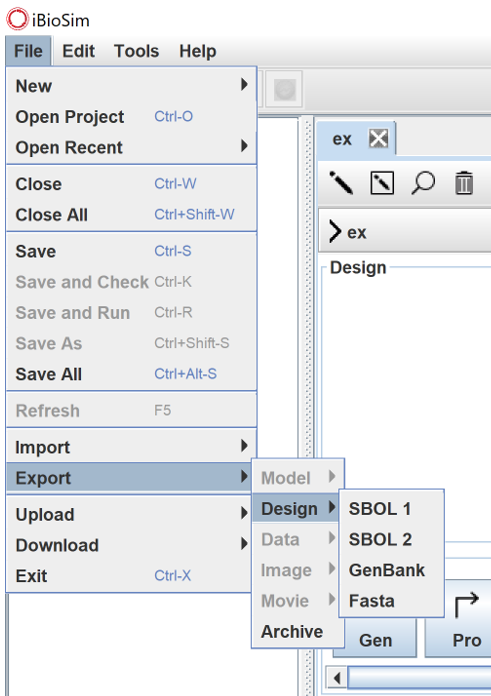 iBioSim
File Edit Tools Help
New
Open Project Ctrl-O
Open Recent
Close Ctrl-W
Close All Ctrl+Shift-W
Save Ctrl-S
Save and Check Ctrl-K
Save and Run Ctrl-R
Save As Ctrl+Shift-S
Save All Ctrl+Alt-S
Refresh F5
Import
Export
Upload
Download
Exit Ctrl-X
Model
Design
Data
Image
Movie
Archive
SBOL 1
SBOL 2
GenBank
Fasta
ex
ex
Design
Gen
Pro